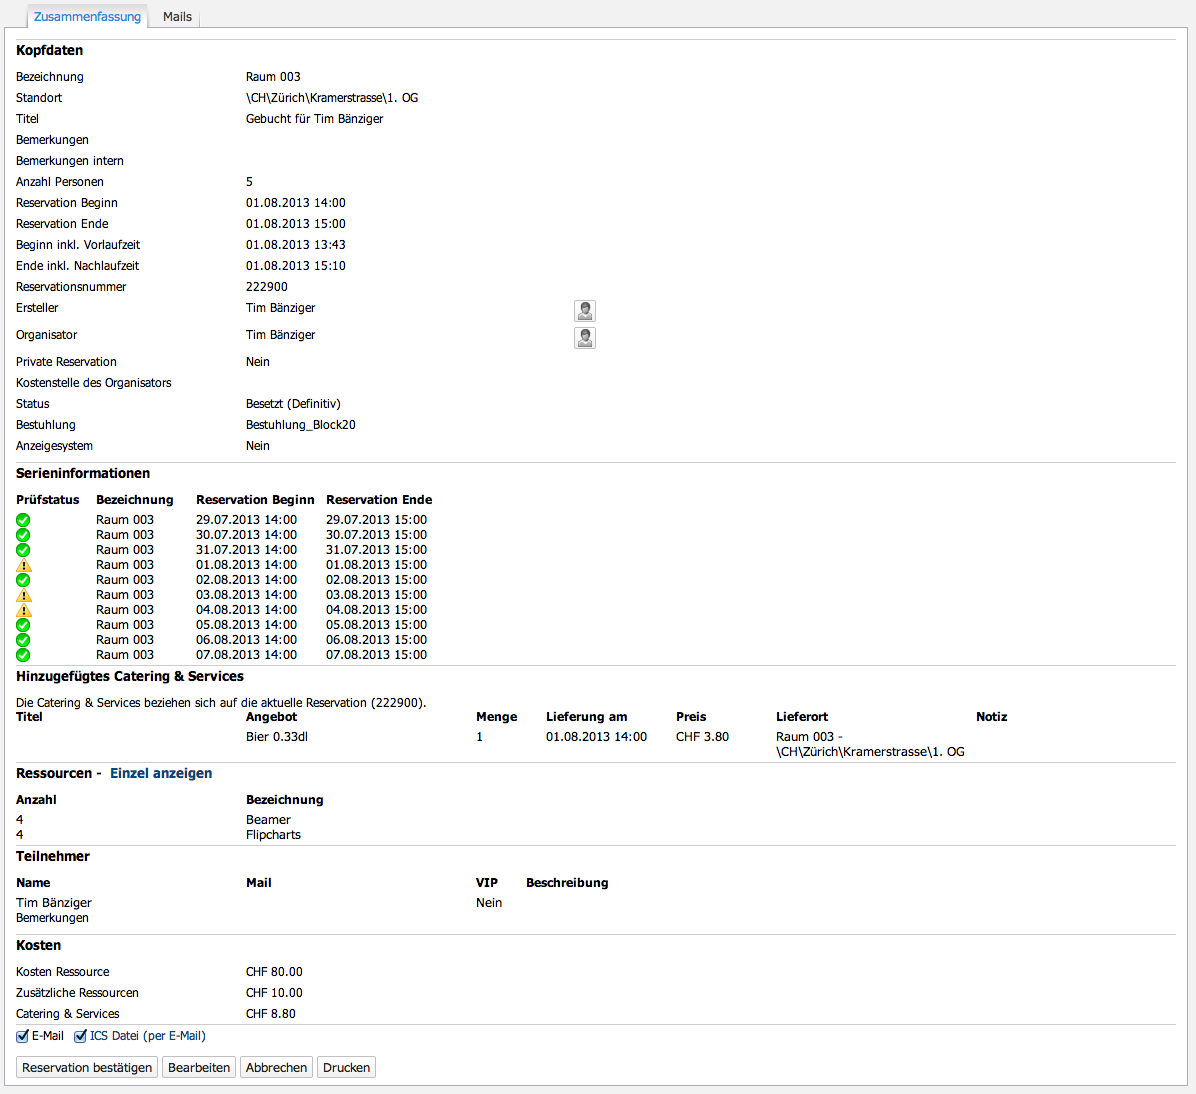 Zusammenfassung Mails
Kopfdaten
Bezeichnung Raum 003
Standort \CH\Zürich\Kramerstrasse\1. OG
Titel Gebucht für Tim Bänziger
Bemerkungen
Bemerkungen intern
Anzahl Personen 5
Reservation Beginn 01.08.2013 14:00
Reservation Ende 01.08.2013 15:00
Beginn inkl. Vorlaufzeit 01.08.2013 13:43
Ende inkl. Nachlaufzeit 01.08.2013 15:10
Reservationsnummer 222900
Ersteller Tim Bänziger
Organisator Tim Bänziger
Private Reservation Nein
Kostenstelle des Organisators
Status Besetzt (Definitiv)
Bestuhlung Bestuhlung_Block20
Anzeigesystem Nein
Serieninformationen
Prüfstatus Bezeichnung Reservation Beginn Reservation Ende
Raum 003 29.07.2013 14:00 29.07.2013 15:00
Raum 003 30.07.2013 14:00 30.07.2013 15:00
Raum 003 31.07.2013 14:00 31.07.2013 15:00
Raum 003 01.08.2013 14:00 01.08.2013 15:00
Raum 003 02.08.2013 14:00 02.08.2013 15:00
Raum 003 03.08.2013 14:00 03.08.2013 15:00
Raum 003 04.08.2013 14:00 04.08.2013 15:00
Raum 003 05.08.2013 14:00 05.08.2013 15:00
Raum 003 06.08.2013 14:00 06.08.2013 15:00
Raum 003 07.08.2013 14:00 07.08.2013 15:00
Hinzugefügtes Catering & Services
Die Catering & Services beziehen sich auf die aktuelle Reservation (222900).
Titel Angebot Menge Lieferung am Preis Lieferort Notiz
Bier 0.33dl 1 01.08.2013 14:00 CHF 3.80 Raum 003 -
\CH\Zürich\Kramerstrasse\1. OG
Ressourcen - Einzel anzeigen
Anzahl Bezeichnung
4 Beamer
4 Flipcharts
Teilnehmer
Name Mail VIP Beschreibung
Tim Bänziger Nein
Bemerkungen
Kosten
Kosten Ressource CHF 80.00
Zusätzliche Ressourcen CHF 10.00
Catering & Services CHF 8.80
E-Mail ICS Datei (per E-Mail)
Reservation bestätigen Bearbeiten Abbrechen Drucken